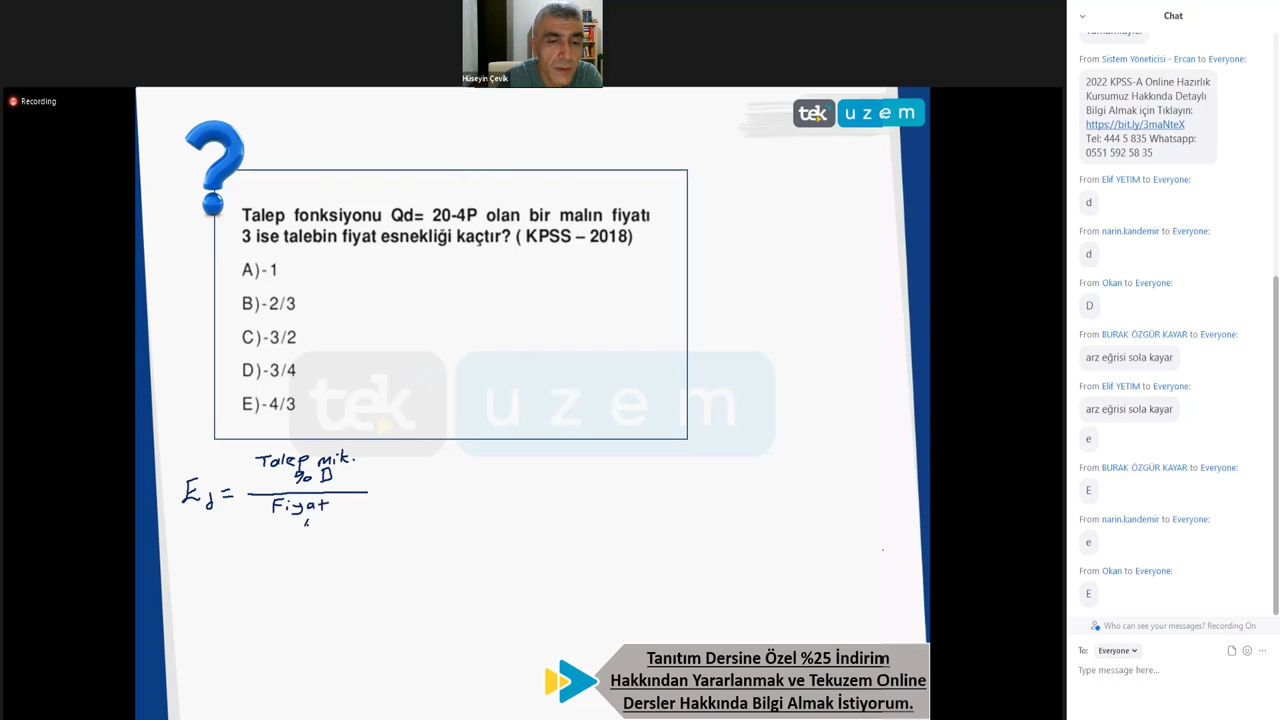 Hüseyin Çevik
Recording
tek uzem
Talep fonksiyonu Qd= 20-4P olan bir malın fiyatı
3 ise talebin fiyat esnekliği kaçtır? ( KPSS – 2018)
A)-1
B)-2/3
C)-3/2
D)-3/4
E)-4/3
tek uzem
Talep mik.
% D
Ed =
Fiyat
Tanıtım Dersine Özel %25 İndirim
Hakkından Yararlanmak ve Tekuzem Online
Dersler Hakkında Bilgi Almak İstiyorum.
Chat
From Sistem Yöneticisi - Ercan to Everyone:
2022 KPSS-A Online Hazırlık
Kursumuz Hakkında Detaylı
Bilgi Almak için Tıklayın:
https://bit.ly/3maNteX
Tel: 444 5 835 Whatsapp:
0551 592 58 35
From Elif YETIM to Everyone:
d
From narin.kandemir to Everyone:
d
From Okan to Everyone:
D
From BURAK ÖZGÜR KAYAR to Everyone:
arz eğrisi sola kayar
From Elif YETIM to Everyone:
arz eğrisi sola kayar
e
From BURAK ÖZGÜR KAYAR to Everyone:
E
From narin.kandemir to Everyone:
e
From Okan to Everyone:
E
Who can see your messages? Recording On
To: Everyone
Type message here...